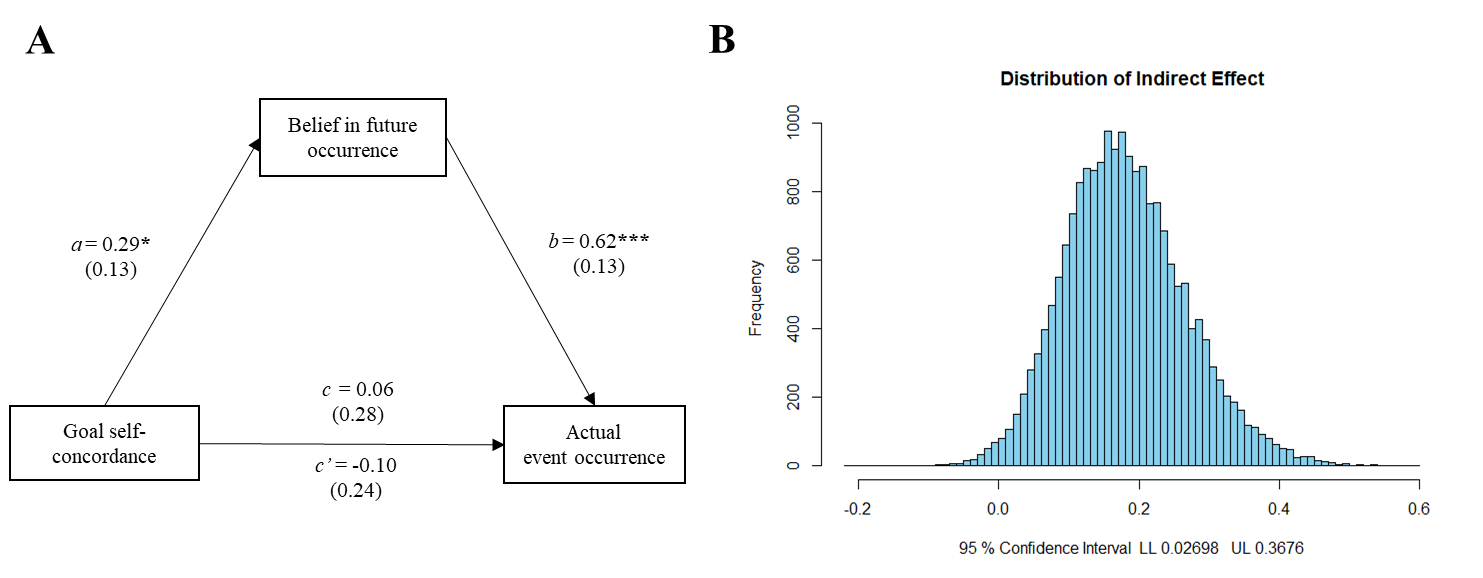 A
Belief in future
occurrence
a = 0.29*
(0.13)
b = 0.62***
(0.13)
c = 0.06
(0.28)
Goal self-
concordance
Actual
event occurrence
c’ = -0.10
(0.24)
B
Distribution of Indirect Effect
Frequency
1000
800
600
400
200
0
-0.2 0.0 0.2 0.4 0.6
95 % Confidence Interval LL 0.02698 UL 0.3676